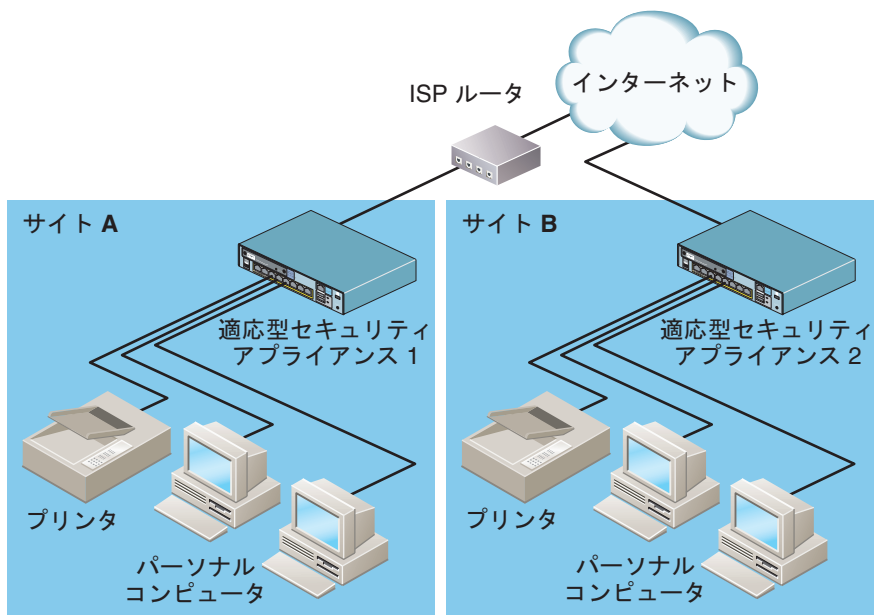 インターネット
ISP ルータ
サイト A
適応型セキュリティ
アプライアンス 1
プリンタ
パーソナル
コンピュータ
サイト B
適応型セキュリティ
アプライアンス 2
プリンタ
パーソナル
コンピュータ